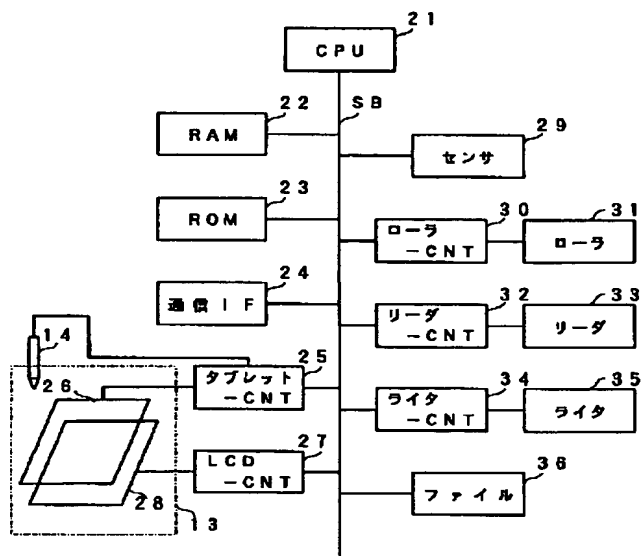 21
CPU
SB
22
RAM
29
センサ
23
ROM
30
ローラ
-CNT
31
ローラ
24
通信IF
32
リーダ
-CNT
33
リーダ
14
25
タブレット
-CNT
26
34
ライタ
-CNT
35
ライタ
27
LCD
-CNT
28
13
36
ファイル